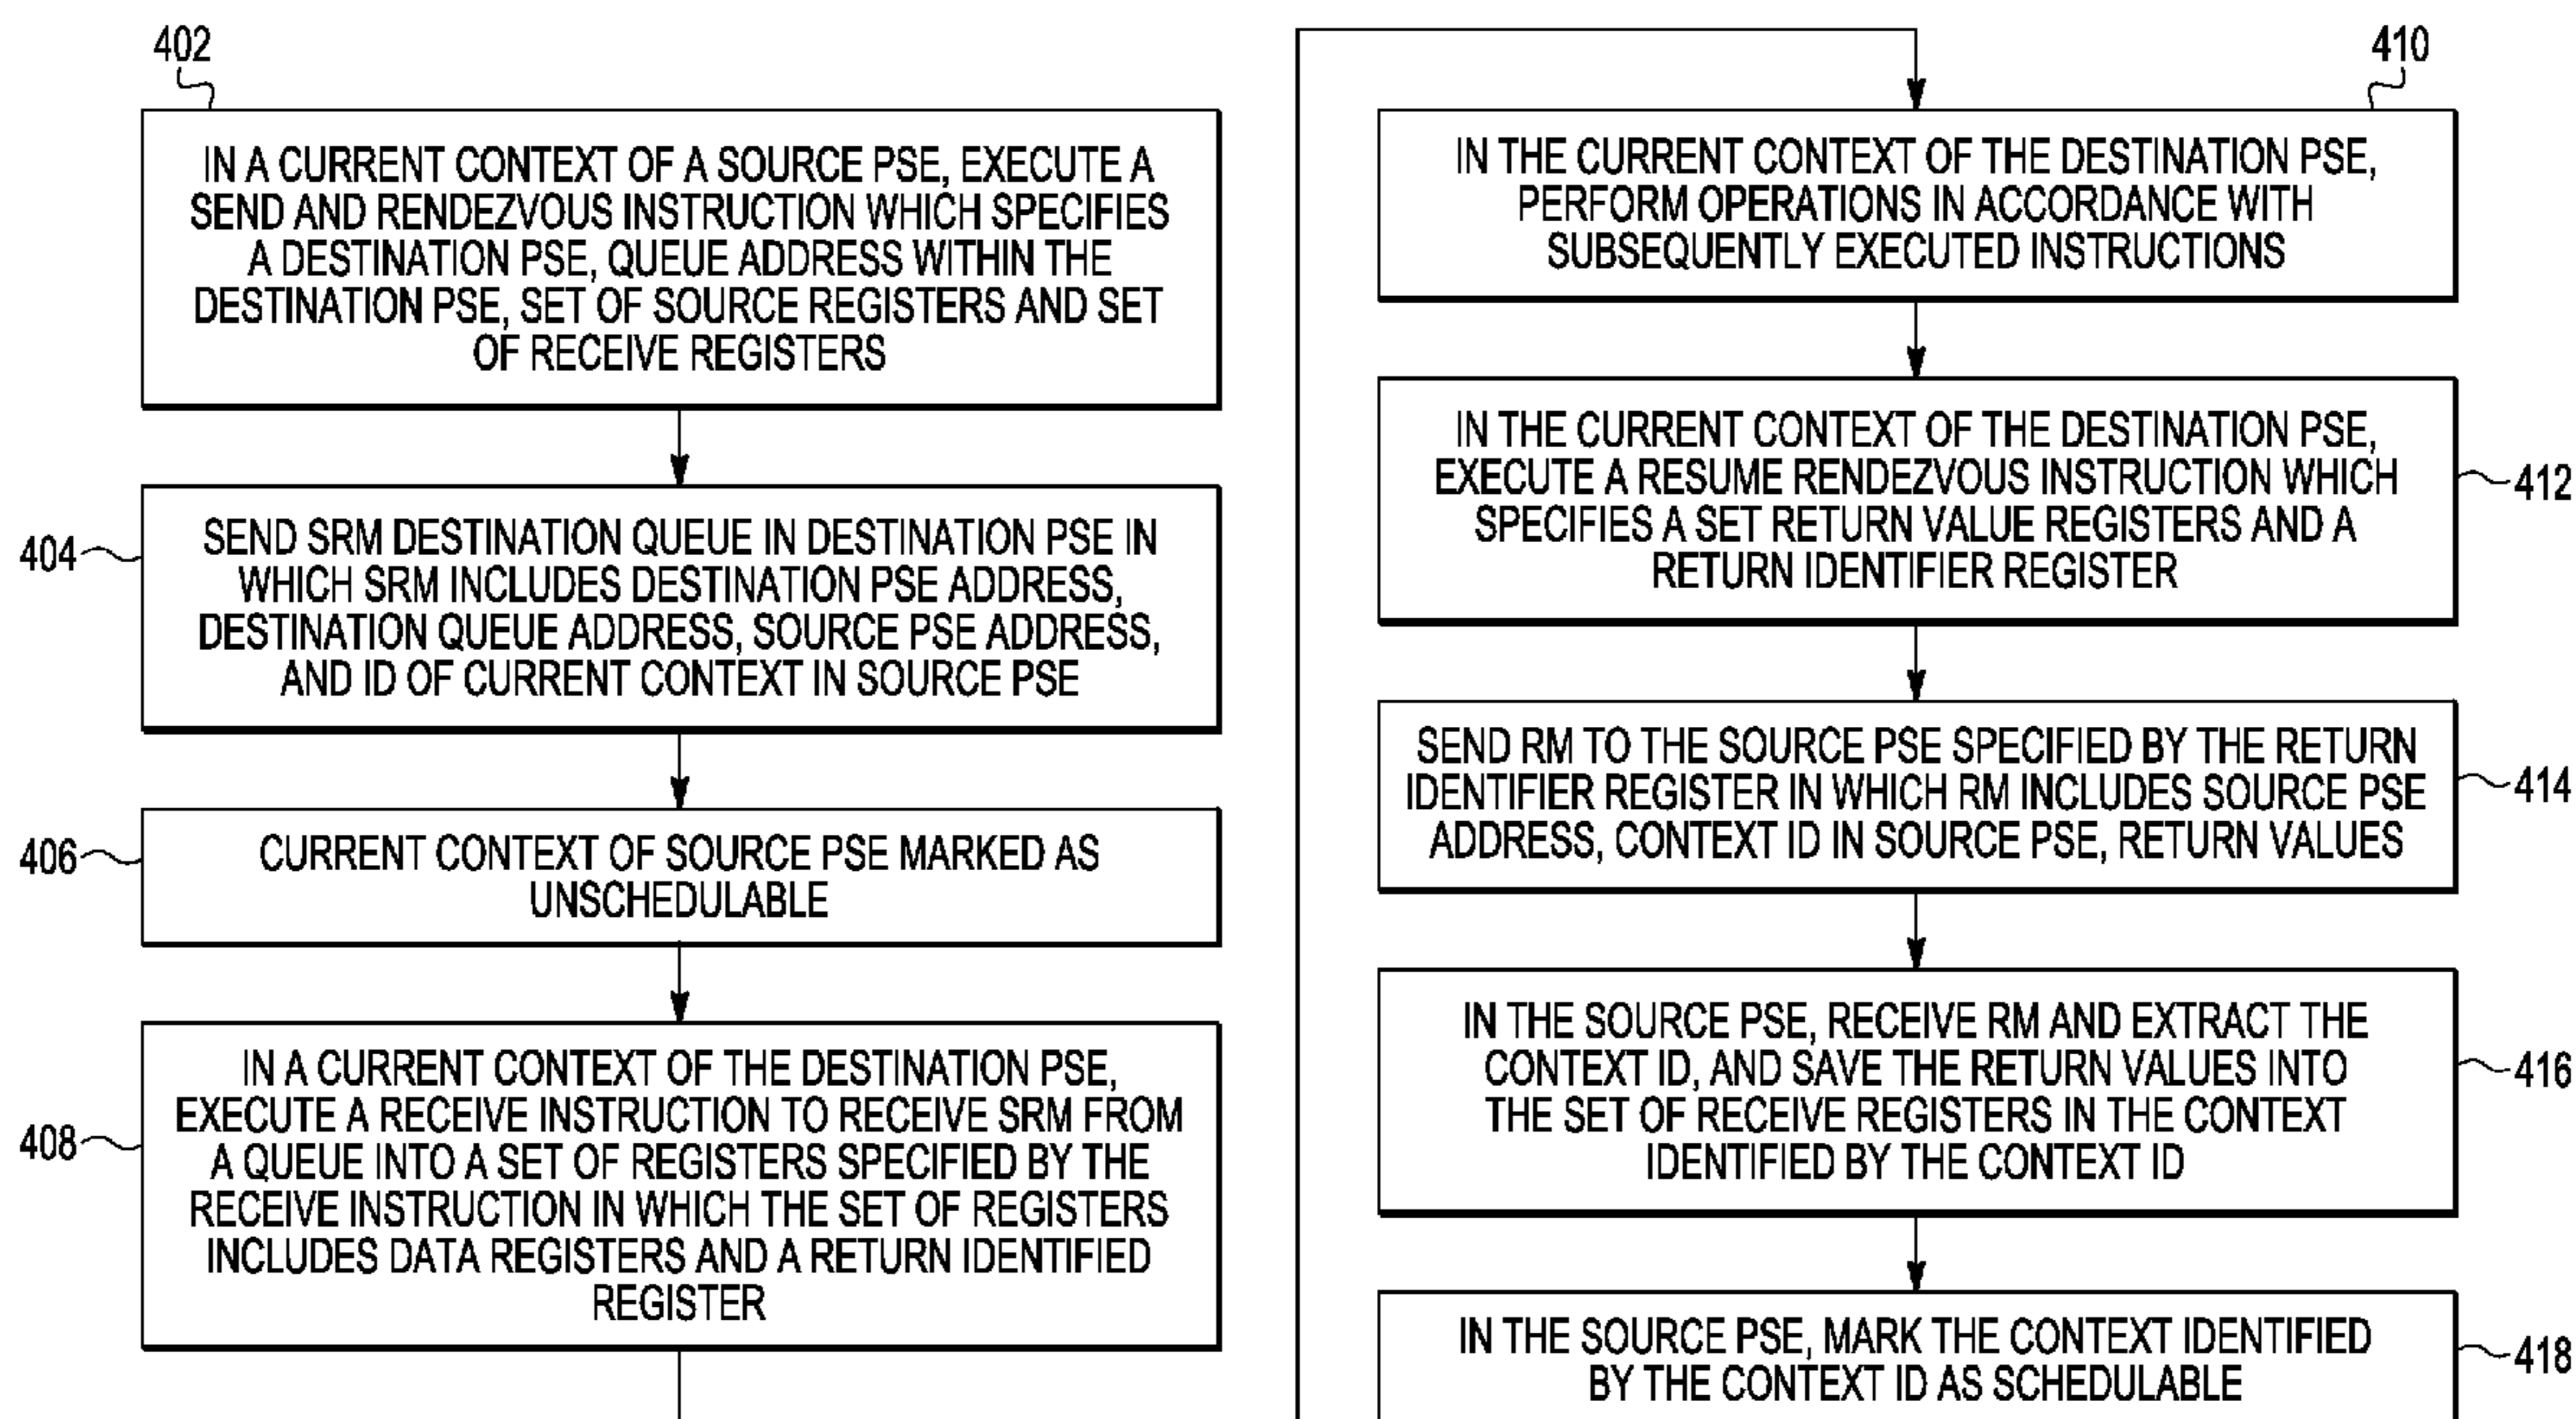 402
IN A CURRENT CONTEXT OF A SOURCE PSE, EXECUTE A
SEND AND RENDEZVOUS INSTRUCTION WHICH SPECIFIES
A DESTINATION PSE, QUEUE ADDRESS WITHIN THE
DESTINATION PSE, SET OF SOURCE REGISTERS AND SET
OF RECEIVE REGISTERS
404
SEND SRM DESTINATION QUEUE IN DESTINATION PSE IN
WHICH SRM INCLUDES DESTINATION PSE ADDRESS,
DESTINATION QUEUE ADDRESS, SOURCE PSE ADDRESS,
AND ID OF CURRENT CONTEXT IN SOURCE PSE
406
CURRENT CONTEXT OF SOURCE PSE MARKED AS
UNSCHEDULABLE
408
IN A CURRENT CONTEXT OF THE DESTINATION PSE,
EXECUTE A RECEIVE INSTRUCTION TO RECEIVE SRM FROM
A QUEUE INTO A SET OF REGISTERS SPECIFIED BY THE
RECEIVE INSTRUCTION IN WHICH THE SET OF REGISTERS
INCLUDES DATA REGISTERS AND A RETURN IDENTIFIED
REGISTER
410
IN THE CURRENT CONTEXT OF THE DESTINATION PSE,
PERFORM OPERATIONS IN ACCORDANCE WITH
SUBSEQUENTLY EXECUTED INSTRUCTIONS
IN THE CURRENT CONTEXT OF THE DESTINATION PSE,
EXECUTE A RESUME RENDEZVOUS INSTRUCTION WHICH
SPECIFIES A SET RETURN VALUE REGISTERS AND A
RETURN IDENTIFIER REGISTER
412
SEND RM TO THE SOURCE PSE SPECIFIED BY THE RETURN
IDENTIFIER REGISTER IN WHICH RM INCLUDES SOURCE PSE
ADDRESS, CONTEXT ID IN SOURCE PSE, RETURN VALUES
414
IN THE SOURCE PSE, RECEIVE RM AND EXTRACT THE
CONTEXT ID, AND SAVE THE RETURN VALUES INTO
THE SET OF RECEIVE REGISTERS IN THE CONTEXT
IDENTIFIED BY THE CONTEXT ID
416
IN THE SOURCE PSE, MARK THE CONTEXT IDENTIFIED
BY THE CONTEXT ID AS SCHEDULABLE
418